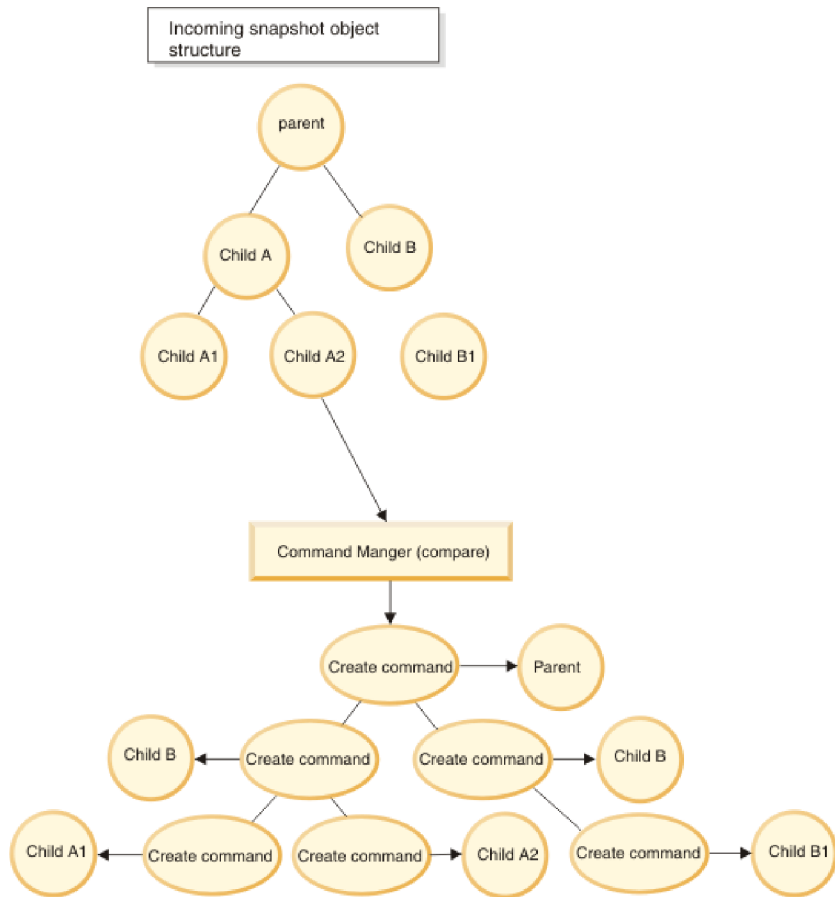 Incoming snapshot object
structure
parent
Child A
Child B
Child A1
Child A2
Child B1
Command Manger (compare)
Create command
Parent
Child B
Create command
Create command
Child B
Child A1
Create command
Create command
Child A2
Create command
Child B1